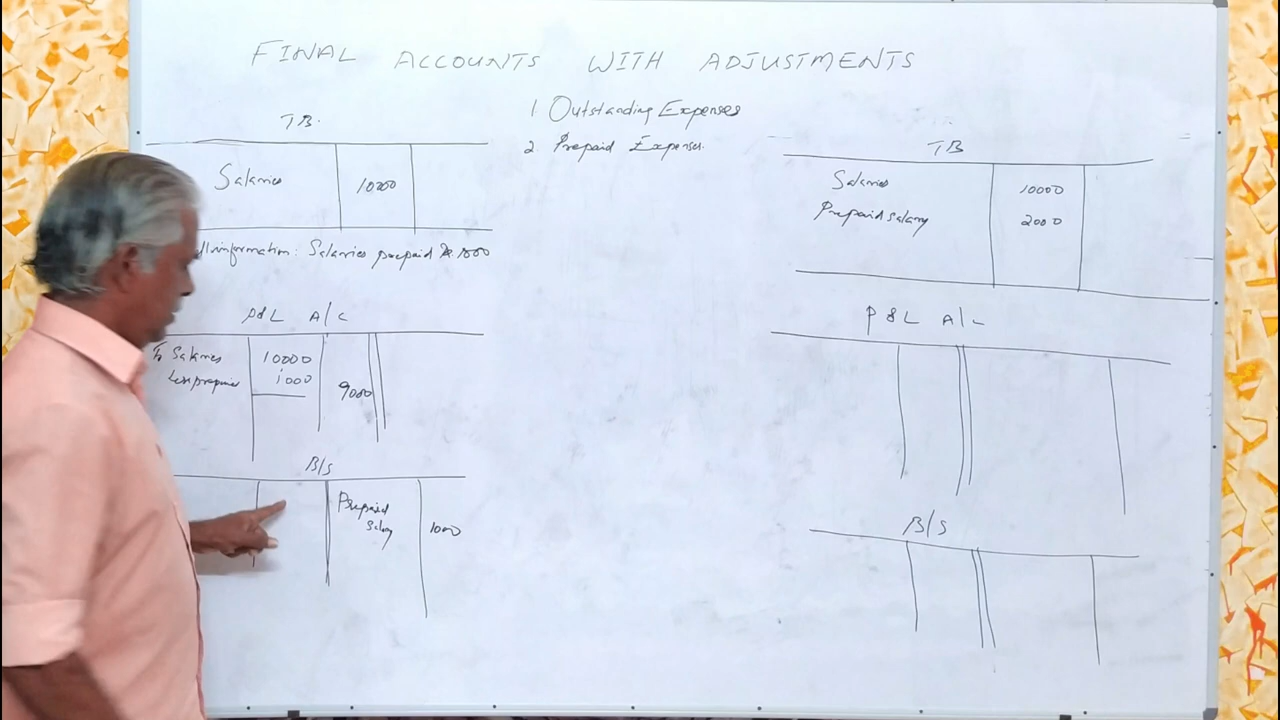 FINAL ACCOUNTS WITH ADJUSTMENTS
1 Outstanding Expenses
2 Prepaid Expenses.
TB.
Salaries 10000
information: Salaries prepaid 1000
P&L A/C
To Salaries 10000
Less prepaid 1000 9000
B/S
Prepaid
Salary 1000
TB
Salaries 10000
Prepaid salary 2000
P&L A/C
B/S